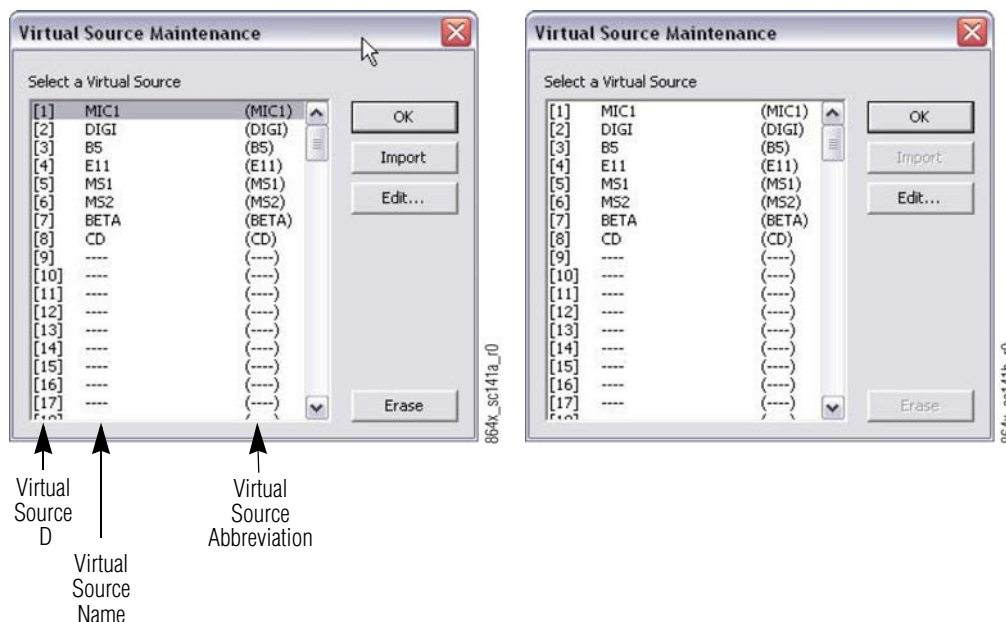 Virtual Source Maintenance
Select a Virtual Source
[1] MIC1 (MIC1)
[2] DIGI (DIGI)
[3] B5 (B5)
[4] E11 (E11)
[5] MS1 (MS1)
[6] MS2 (MS2)
[7] BETA (BETA)
[8] CD (CD)
[9] ---- (----)
[10] ---- (----)
[11] ---- (----)
[12] ---- (----)
[13] ---- (----)
[14] ---- (----)
[15] ---- (----)
[16] ---- (----)
[17] ---- (----)
OK
Import
Edit...
Erase
864x_sc141a_r0
Virtual
Source
D
Virtual
Source
Name
Virtual
Source
Abbreviation
Virtual Source Maintenance
Select a Virtual Source
[1] MIC1 (MIC1)
[2] DIGI (DIGI)
[3] B5 (B5)
[4] E11 (E11)
[5] MS1 (MS1)
[6] MS2 (MS2)
[7] BETA (BETA)
[8] CD (CD)
[9] ---- (----)
[10] ---- (----)
[11] ---- (----)
[12] ---- (----)
[13] ---- (----)
[14] ---- (----)
[15] ---- (----)
[16] ---- (----)
[17] ---- (----)
OK
Import
Edit...
Erase